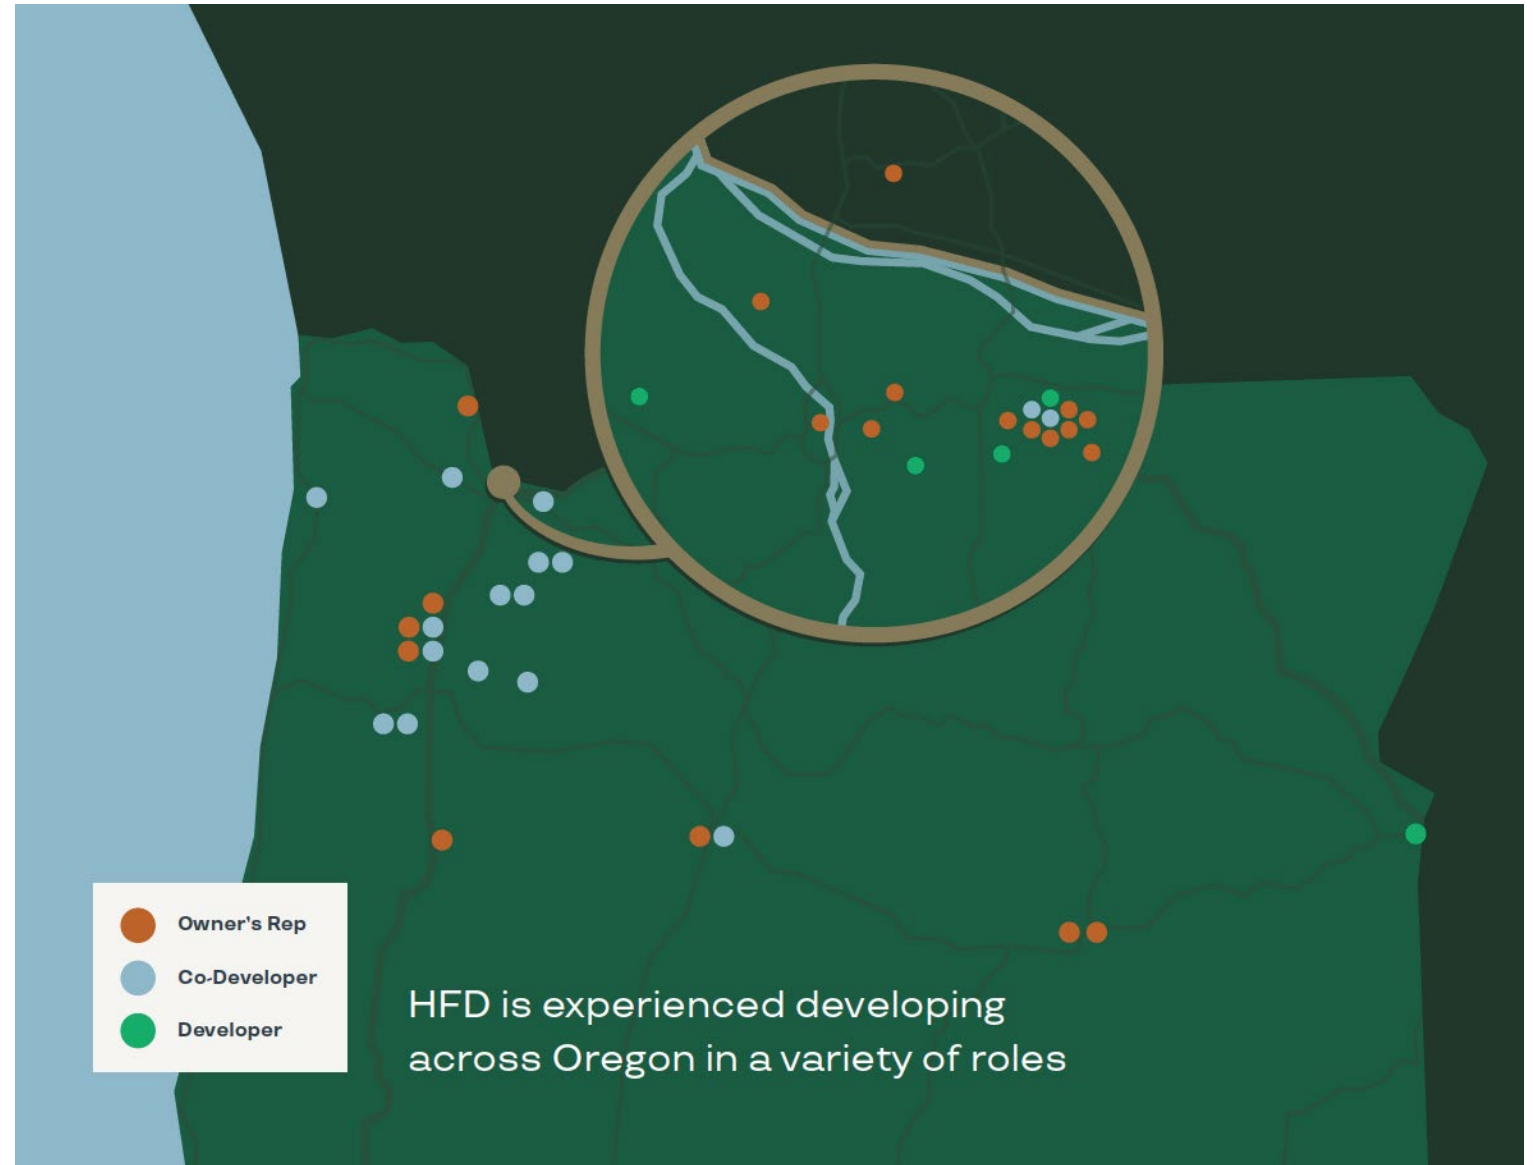 Owner's Rep
Co-Developer
Developer
HFD is experienced developing
across Oregon in a variety of roles